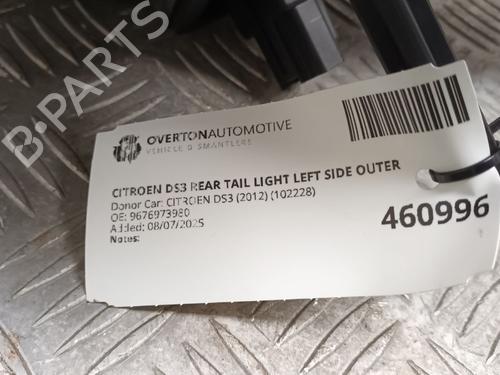 B-PARTS
OVERTONAUTOMOTIVE
VEHICLE DISMANTLERS
CITROEN DS3 REAR TAIL LIGHT LEFT SIDE OUTER
Donor Car: CITROEN DS3 (2012) (102228)
OE: 9676973980
Added: 08/07/2025
Notes:
460996